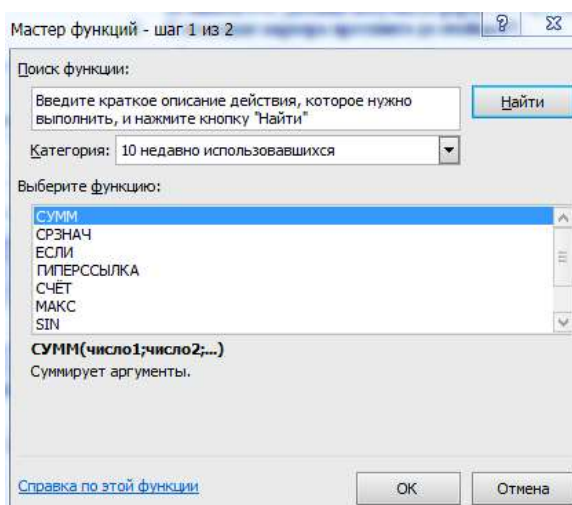 Мастер функций - шаг 1 из 2
Поиск функции:
Введите краткое описание действия, которое нужно
выполнить, и нажмите кнопку "Найти"
Найти
Категория: 10 недавно использовавшихся
Выберите функцию:
СУММ
СРЗНАЧ
ЕСЛИ
ГИПЕРССЫЛКА
СЧЁТ
МАКС
SIN
СУММ(число1;число2;...)
Суммирует аргументы.
Справка по этой функции
ОК
Отмена